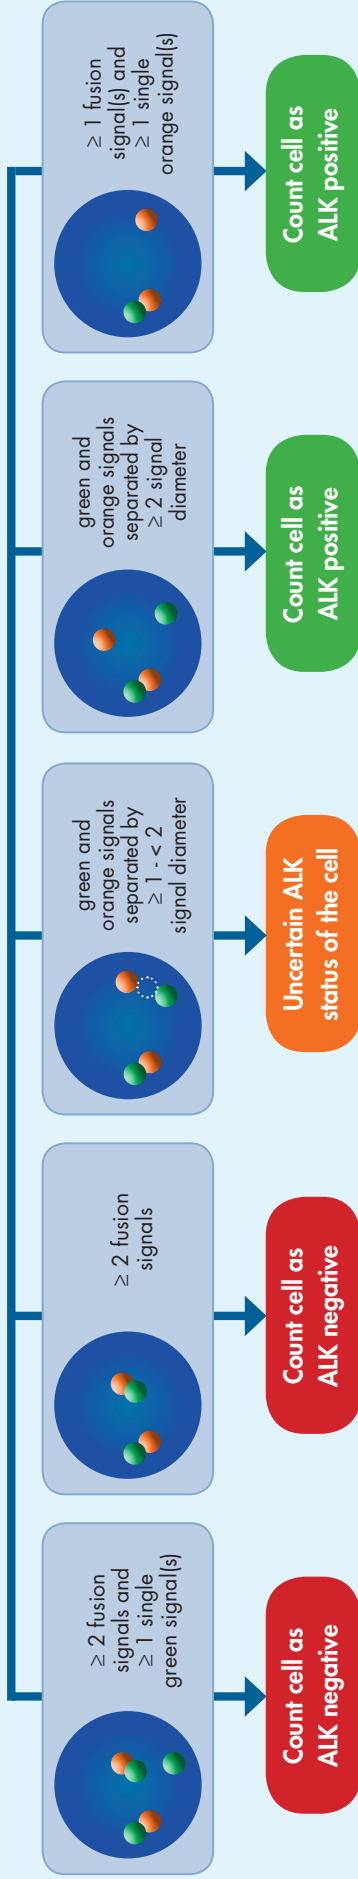 ≥ 2 fusion
signals and
≥ 1 single
green signal(s)
Count cell as
ALK negative
≥ 2 fusion
signals
Count cell as
ALK negative
green and
orange signals
separated by
≥ 1 - < 2
signal diameter
Uncertain ALK
status of the cell
green and
orange signals
separated by
≥ 2 signal
diameter
Count cell as
ALK positive
≥ 1 fusion
signal(s) and
≥ 1 single
orange signal(s)
Count cell as
ALK positive